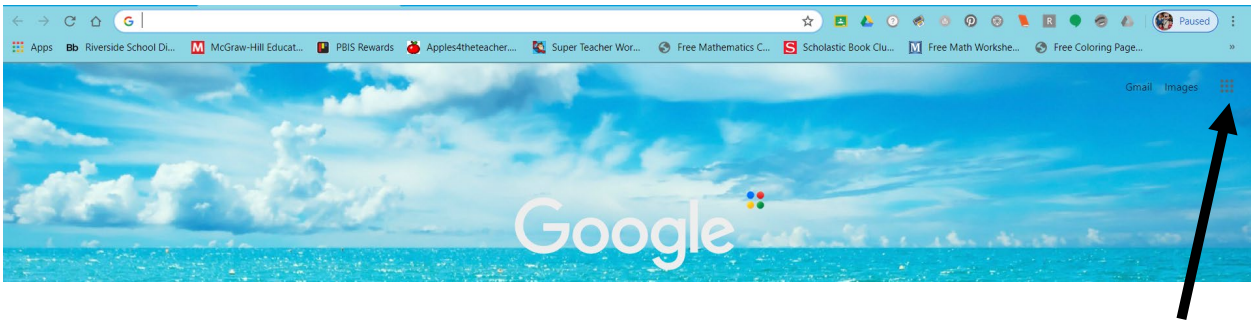 G Paused
Apps Bb Riverside School Di... M McGraw-Hill Educat... PBIS Rewards Apples4theteacher.... Super Teacher Wor... Free Mathematics C... S Scholastic Book Clu... M Free Math Workshe... Free Coloring Page... »
Gmail Images
Google